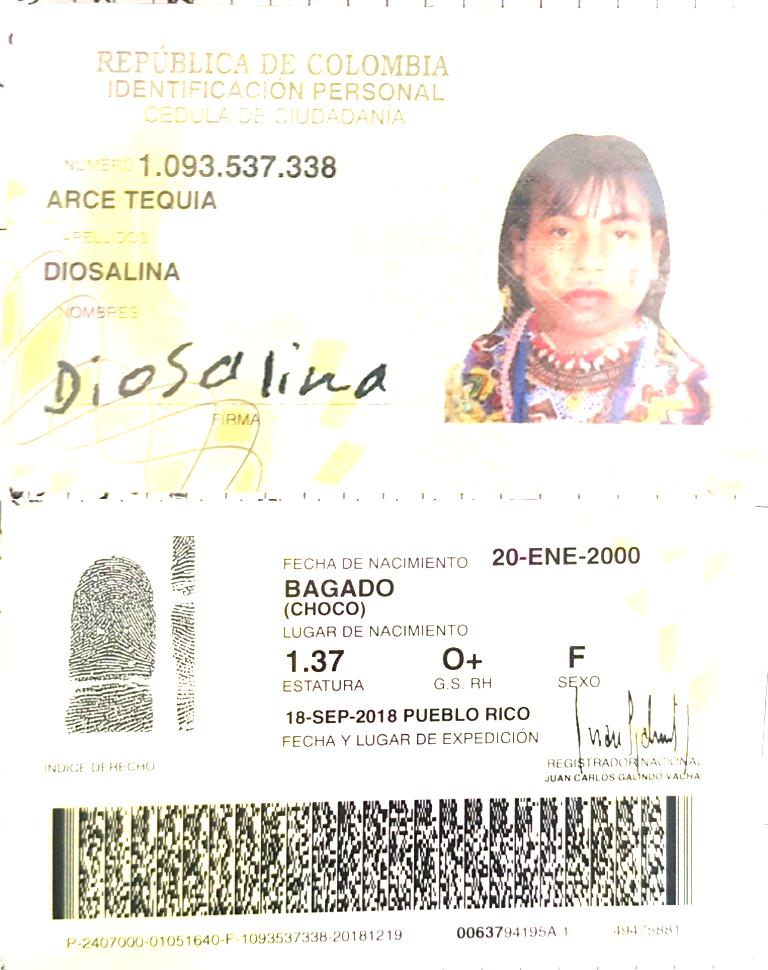 REPÚBLICA DE COLOMBIA
IDENTIFICACIÓN PERSONAL
CÉDULA DE CIUDADANÍA
NÚMERO 1.093.537.338
ARCE TEQUIA
APELLIDOS
DIOSALINA
NOMBRES
Diosalina
FIRMA
FECHA DE NACIMIENTO 20-ENE-2000
BAGADO
(CHOCO)
LUGAR DE NACIMIENTO
1.37 O+ F
ESTATURA G.S. RH SEXO
18-SEP-2018 PUEBLO RICO
FECHA Y LUGAR DE EXPEDICIÓN
INDICE DERECHO
REGISTRADOR NACIONAL
JUAN CARLOS GALINDO VACHA
P-2407000-01051640-F-1093537338-20181219 0063794195A 1